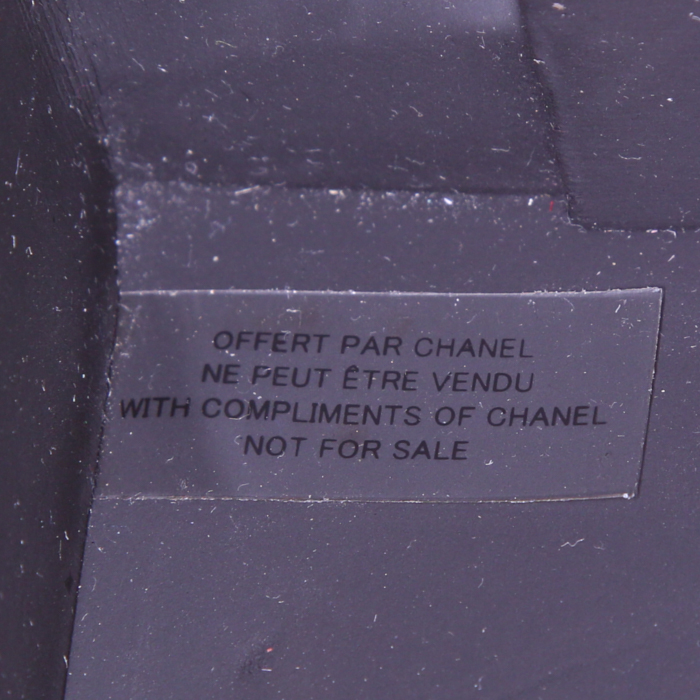 OFFERT PAR CHANEL
NE PEUT ÊTRE VENDU
WITH COMPLIMENTS OF CHANEL
NOT FOR SALE